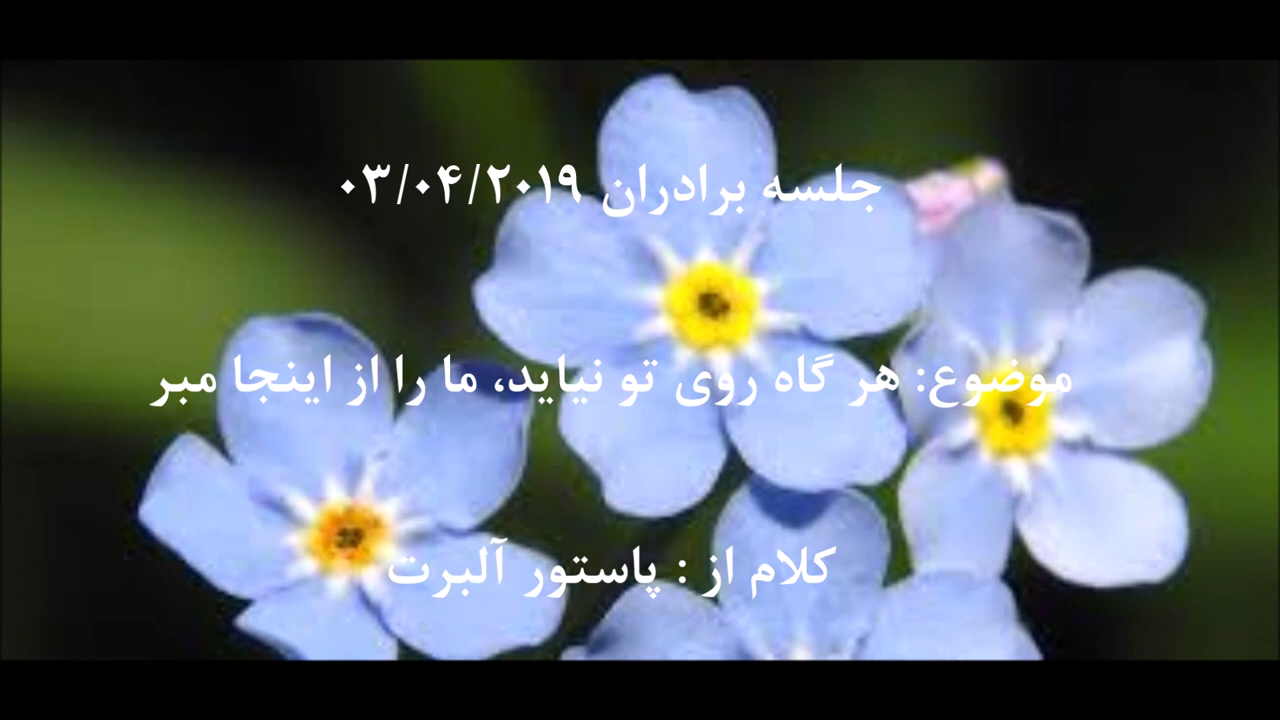 جلسه برادران ۰۳/۰۴/۲۰۱۹
موضوع: هر گاه روی تو نیاید، ما را از اینجا مبر
کلام از : پاستور آلبرت